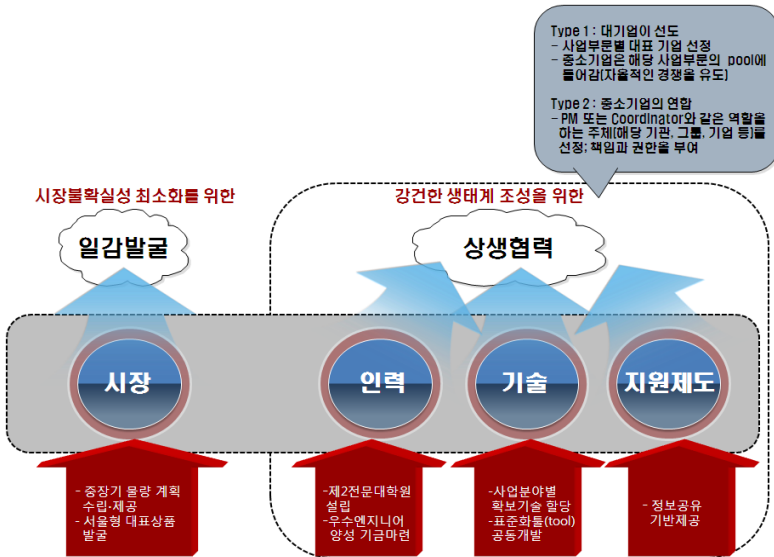 Type 1 : 대기업이 선도
- 사업부문별 대표 기업 선정
- 중소기업은 해당 사업부문의 pool에
들어감(자율적인 경쟁을 유도)
Type 2 : 중소기업의 연합
- PM 또는 Coordinator와 같은 역할을
하는 주체(해당 기관, 그룹, 기업 등)를
선정; 책임과 권한을 부여
시장불확실성 최소화를 위한
강건한 생태계 조성을 위한
일감발굴
상생협력
시장
인력
기술
지원제도
- 중장기 물량 계획
수립·제공
- 서울형 대표상품
발굴
-제2전문대학원
설립
-우수엔지니어
양성 기금마련
-사업분야별
확보기술 할당
-표준화툴(tool)
공동개발
- 정보공유
기반제공